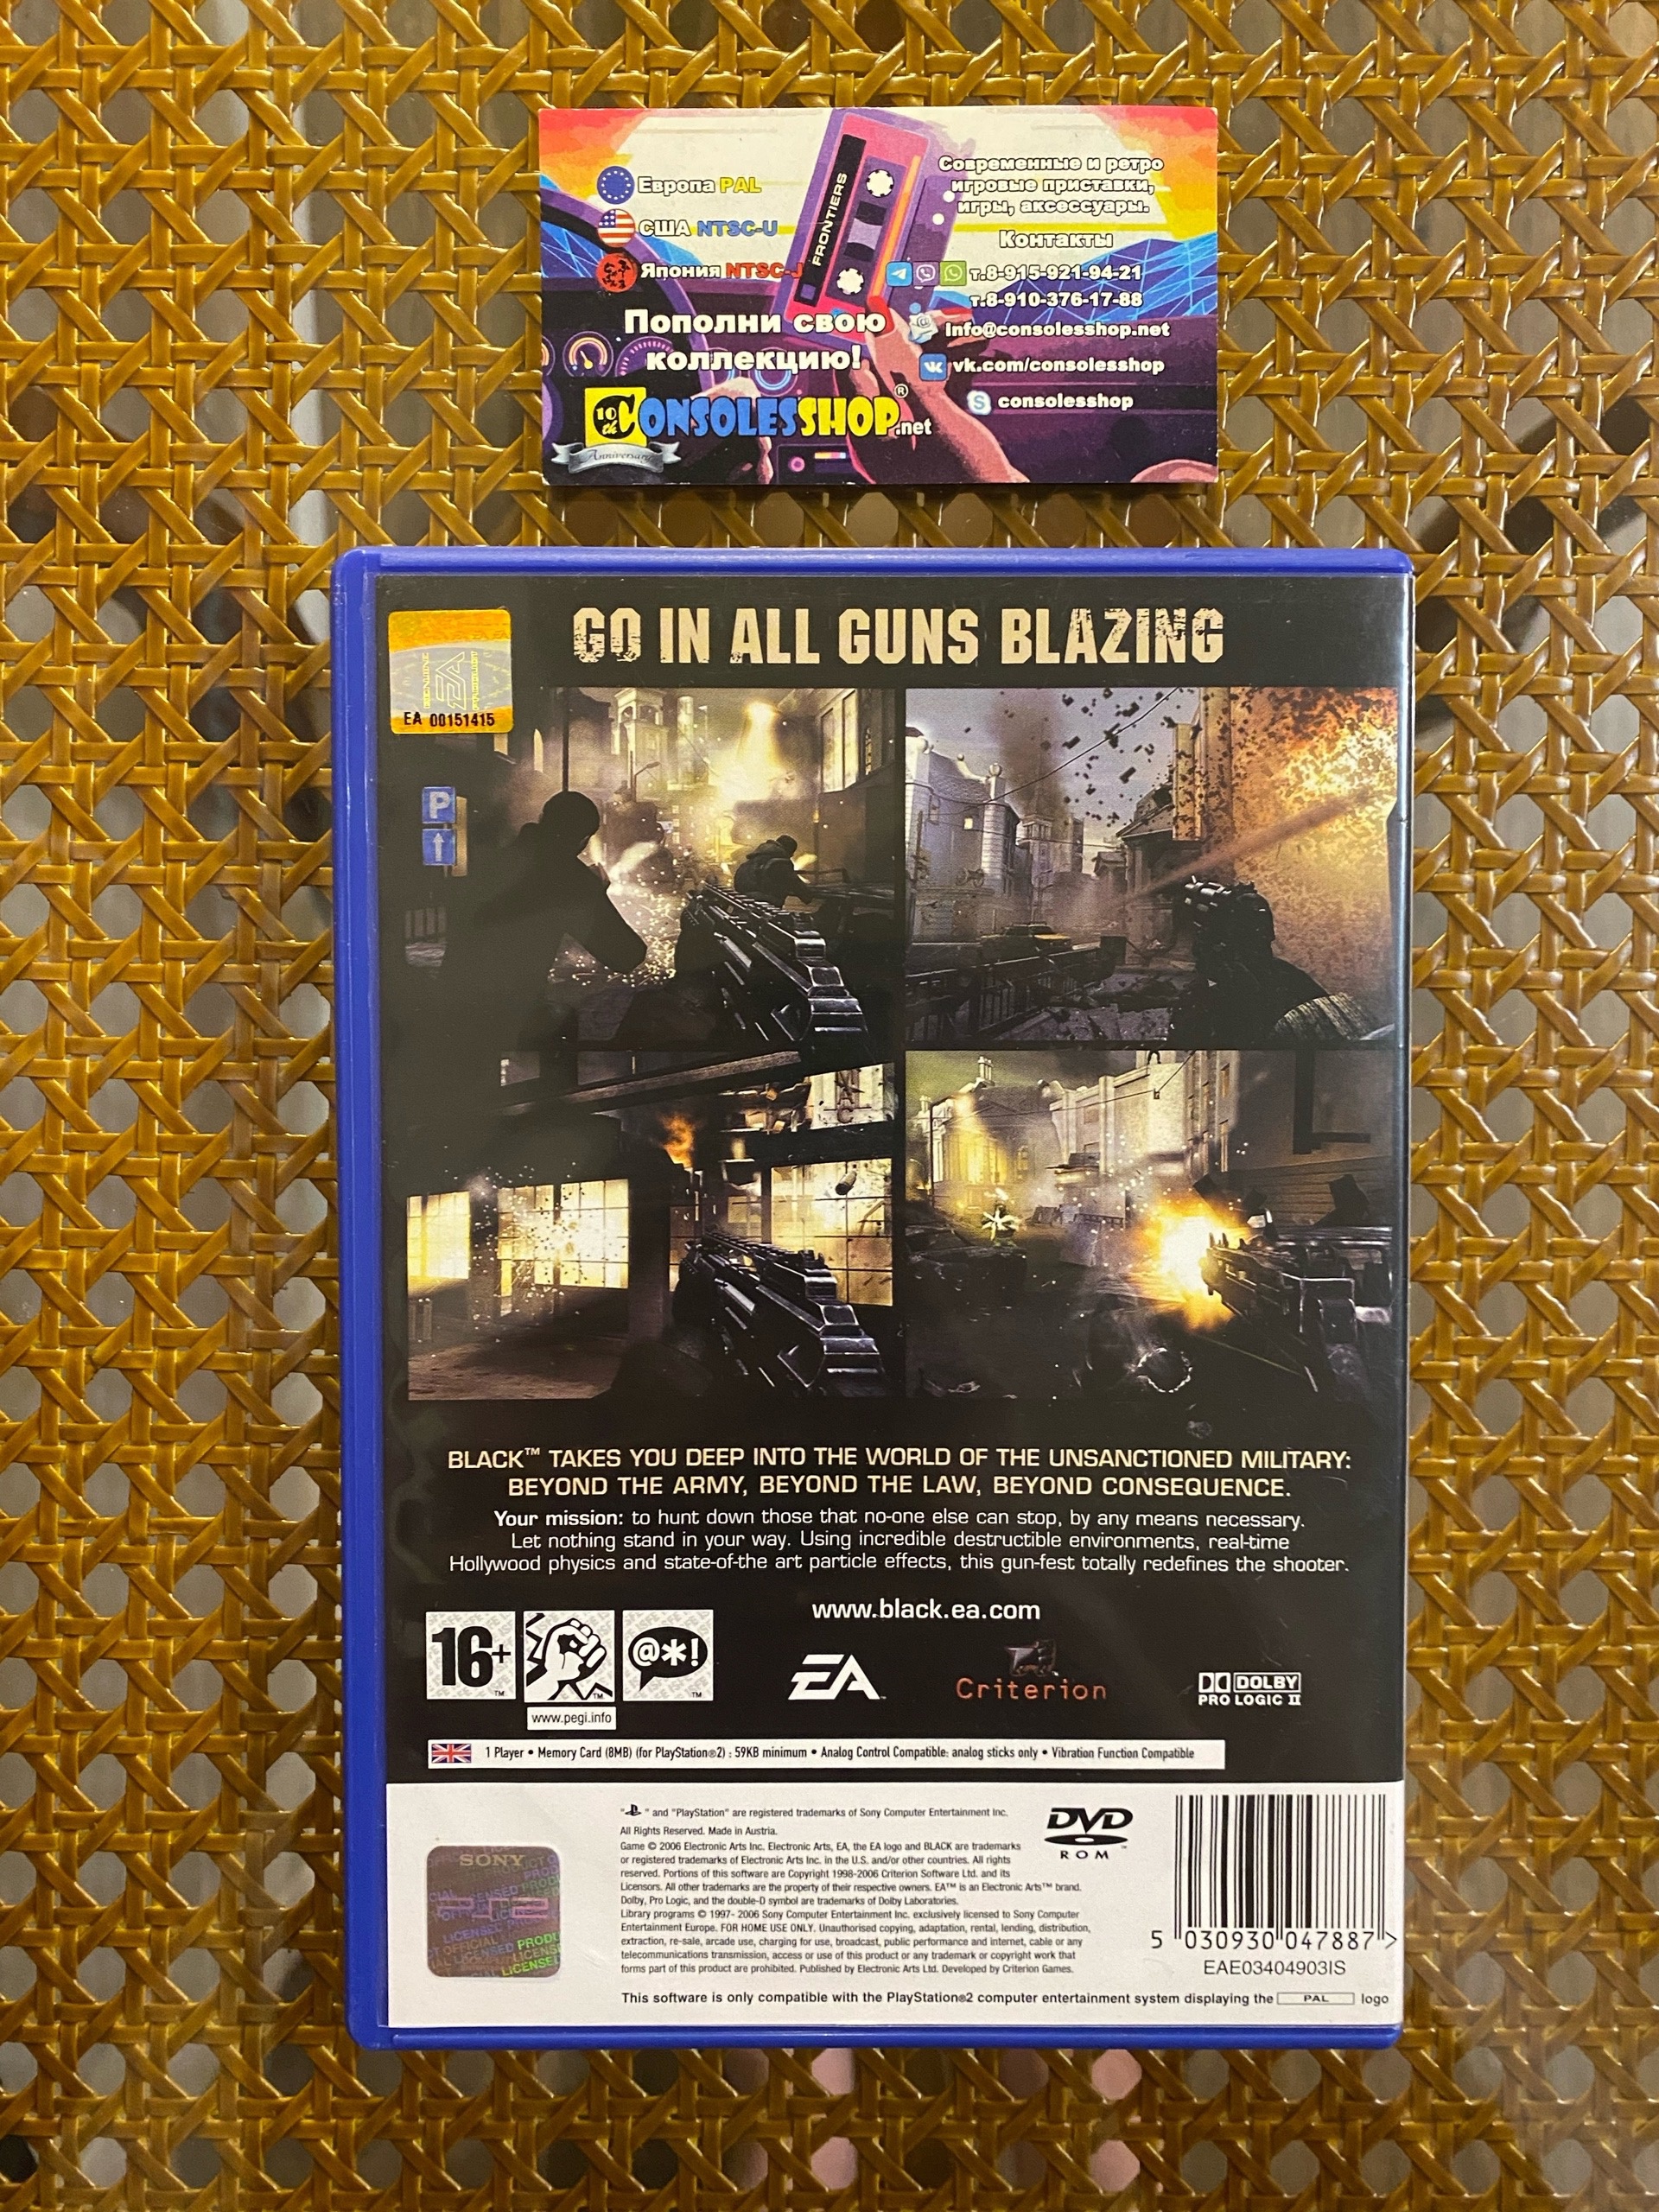 Европа PAL
США NTSC-U
Япония NTSC-J
Пополни свою
коллекцию!
10th
CONSOLESSHOP.net
®
Anniversary
FRONTIERS
Современные и ретро
игровые приставки,
игры, аксессуары.
Контакты
т.8-915-921-94-21
т.8-910-376-17-88
info@consolesshop.net
vk.com/consolesshop
consolesshop
GO IN ALL GUNS BLAZING
EA
EA 00151415
P
BLACK™ TAKES YOU DEEP INTO THE WORLD OF THE UNSANCTIONED MILITARY:
BEYOND THE ARMY, BEYOND THE LAW, BEYOND CONSEQUENCE.
Your mission: to hunt down those that no-one else can stop, by any means necessary.
Let nothing stand in your way. Using incredible destructible environments, real-time
Hollywood physics and state-of-the art particle effects, this gun-fest totally redefines the shooter.
www.black.ea.com
16+
@*!
www.pegi.info
EA™
Criterion
DOLBY
PRO LOGIC II
1 Player • Memory Card (8MB) (for PlayStation®2) : 59KB minimum • Analog Control Compatible: analog sticks only • Vibration Function Compatible
" " and "PlayStation" are registered trademarks of Sony Computer Entertainment Inc.
All Rights Reserved. Made in Austria.
Game © 2006 Electronic Arts Inc. Electronic Arts, EA, the EA logo and BLACK are trademarks
or registered trademarks of Electronic Arts Inc. in the U.S. and/or other countries. All rights
reserved. Portions of this software are Copyright 1998-2006 Criterion Software Ltd. and its
Licensors. All other trademarks are the property of their respective owners. EA™ is an Electronic Arts™ brand.
Dolby, Pro Logic, and the double-D symbol are trademarks of Dolby Laboratories.
Library programs © 1997- 2006 Sony Computer Entertainment Inc. exclusively licensed to Sony Computer
Entertainment Europe. FOR HOME USE ONLY. Unauthorised copying, adaptation, rental, lending, distribution,
extraction, re-sale, arcade use, charging for use, broadcast, public performance and internet, cable or any
telecommunications transmission, access or use of this product or any trademark or copyright work that
forms part of this product are prohibited. Published by Electronic Arts Ltd. Developed by Criterion Games.
This software is only compatible with the PlayStation®2 computer entertainment system displaying the PAL logo
SONY
DVD
ROM
5 030930 047887 >
EAE03404903IS